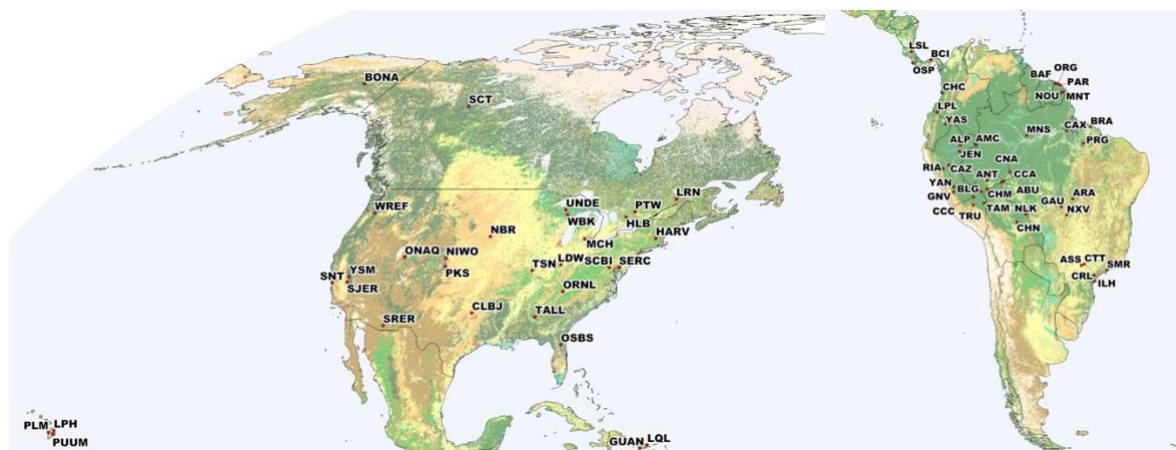 BONA
SCT
WREF
UNDE
WBK
PTW
LRN
HLB
HARV
NBR
MCH
ONAQ
NIWO
PKS
TSN
LDW
SCBI
SERC
SNT
YSM
SJER
ORNL
CLBJ
TALL
SRER
OSBS
PLM
LPH
PUUM
GUAN
LQL
LSL
BCI
OSP
CHC
BAF
ORG
PAR
NOU
MNT
LPL
YAS
MNS
CAX
BRA
PRG
ALP
AMC
JEN
RIA
CAZ
CNA
ANT
CCA
YAN
BLG
CHM
ABU
GNV
ARA
GAU
CCC
TRU
TAM
NLK
NXV
CHN
ASS
CTT
SMR
CRL
ILH